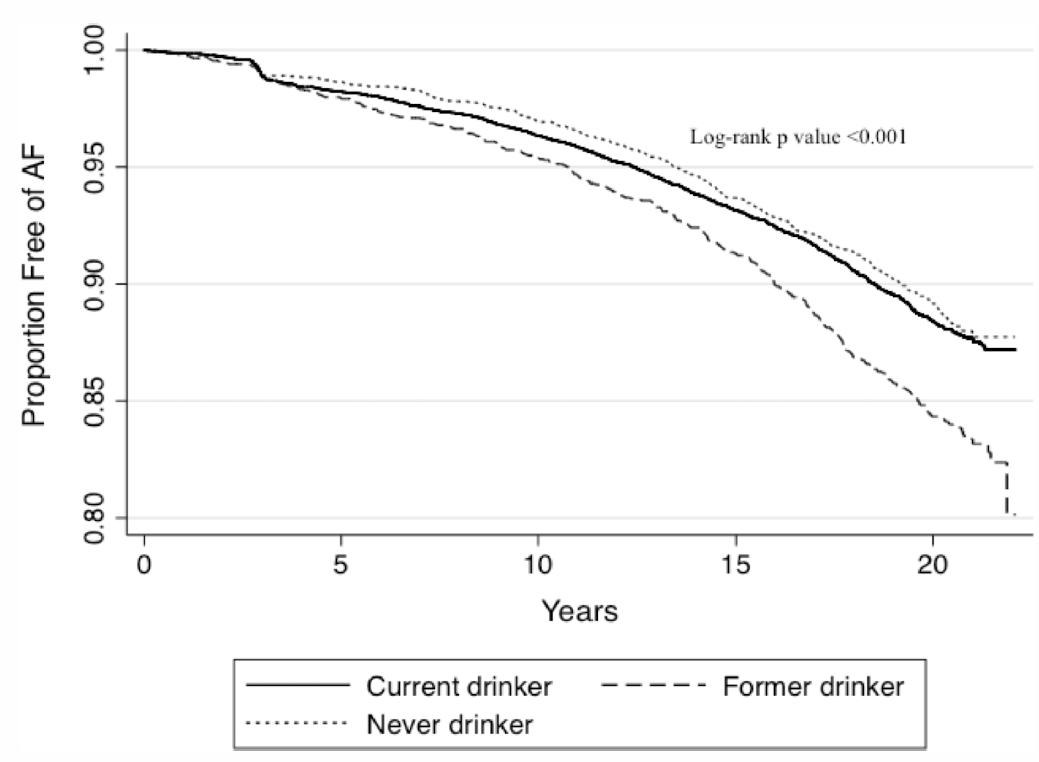 1.00
0.95
0.90
0.85
0.80
Proportion Free of AF
Log-rank p value <0.001
0 5 10 15 20
Years
Current drinker Former drinker
Never drinker